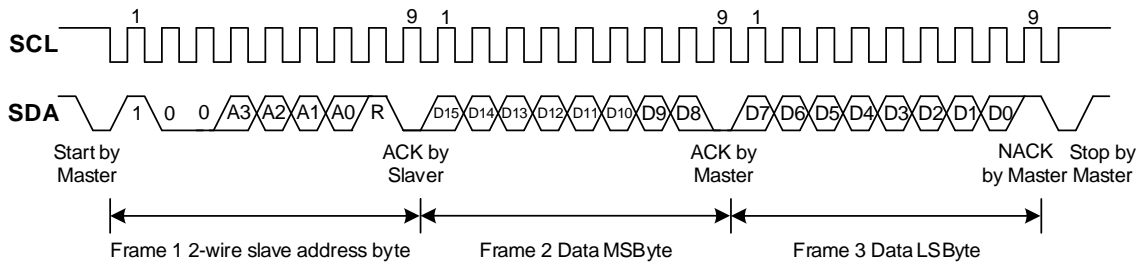 1 9 1 9 1 9
SCL
SDA 1 0 0 A3 A2 A1 A0 R D15 D14 D13 D12 D11 D10 D9 D8 D7 D6 D5 D4 D3 D2 D1 D0
Start by ACK by ACK by NACK Stop by
Master Slaver Master by Master Master
Frame 1 2-wire slave address byte Frame 2 Data MSByte Frame 3 Data LSByte